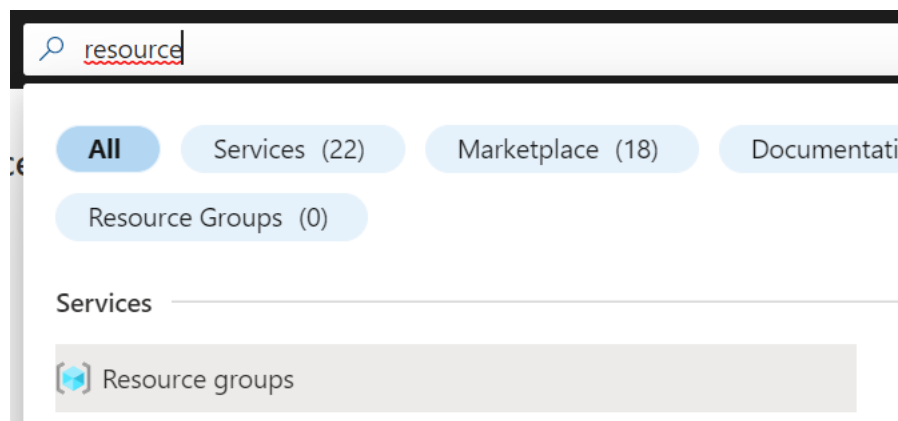 resource
All Services (22) Marketplace (18) Documentati
Resource Groups (0)
Services
Resource groups